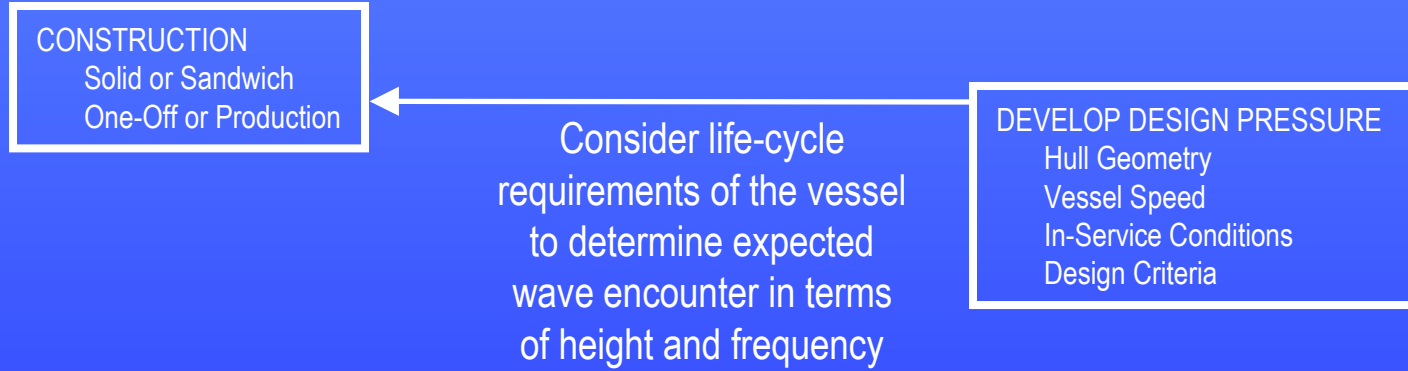 CONSTRUCTION
Solid or Sandwich
One-Off or Production
Consider life-cycle
requirements of the vessel
to determine expected
wave encounter in terms
of height and frequency
DEVELOP DESIGN PRESSURE
Hull Geometry
Vessel Speed
In-Service Conditions
Design Criteria